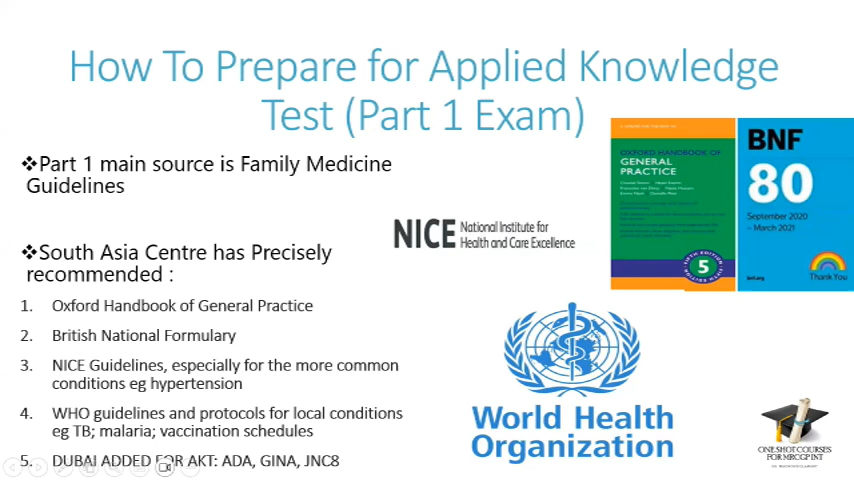 How To Prepare for Applied Knowledge
Test (Part 1 Exam)
❖Part 1 main source is Family Medicine
Guidelines
❖South Asia Centre has Precisely
recommended :
1. Oxford Handbook of General Practice
2. British National Formulary
3. NICE Guidelines, especially for the more common
conditions eg hypertension
4. WHO guidelines and protocols for local conditions
eg TB; malaria; vaccination schedules
5. DUBAI ADDED FOR AKT: ADA, GINA, JNC8
NICE
National Institute for
Health and Care Excellence
OXFORD HANDBOOK OF
GENERAL
PRACTICE
FIFTH EDITION
5
BNF
80
September 2020
– March 2021
bnf.org
Thank You
World Health
Organization
ONE SHOT COURSES
FOR MRCGP INT